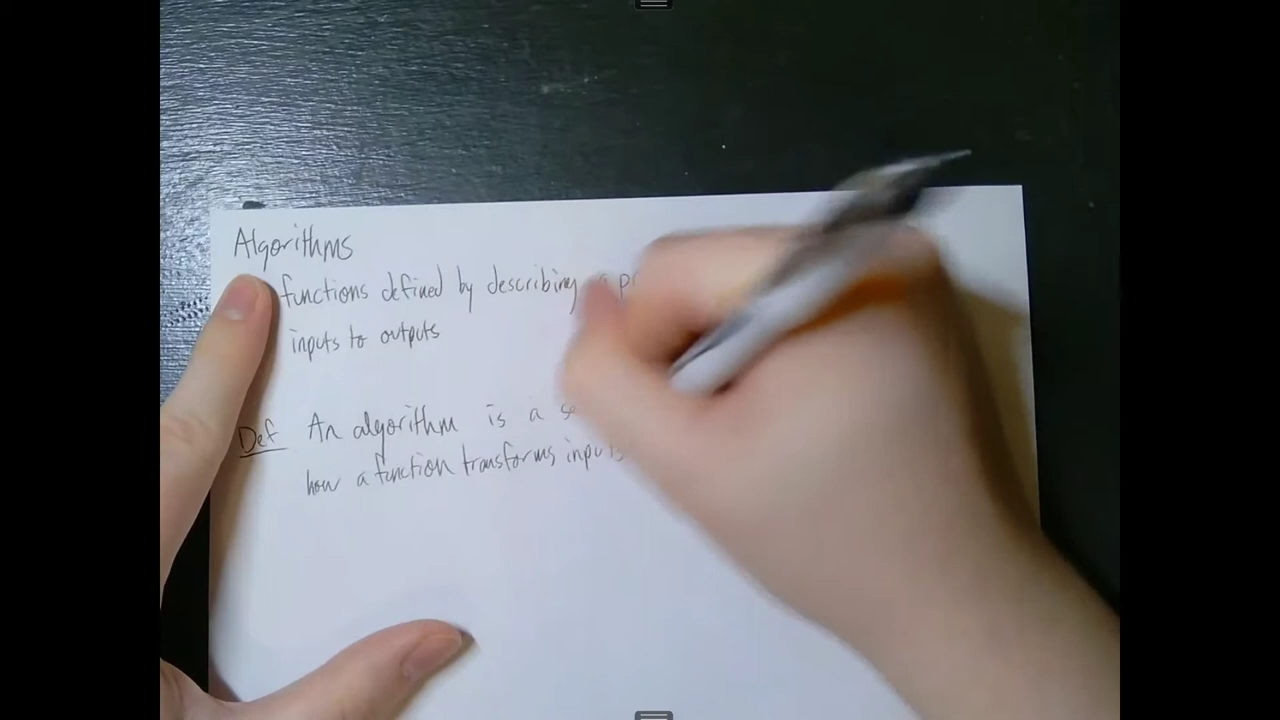 Algorithms
functions defined by describing a
inputs to outputs
Def An algorithm is a
how a function transforms inputs